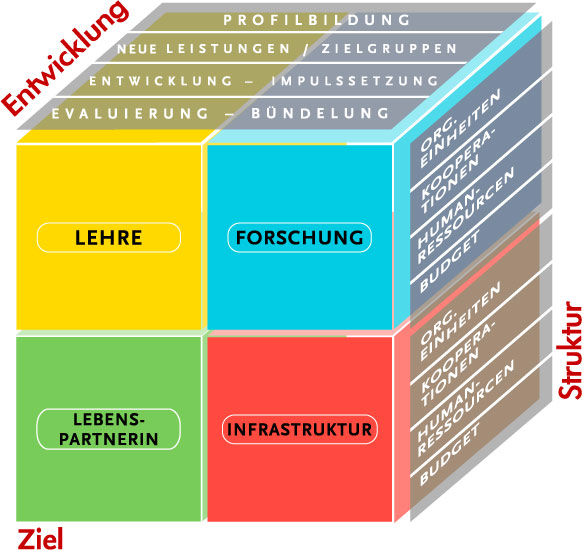 Entwicklung
PROFILBILDUNG
NEUE LEISTUNGEN / ZIELGRUPPEN
ENTWICKLUNG – IMPULSSETZUNG
EVALUIERUNG – BÜNDELUNG
LEHRE
FORSCHUNG
LEBENS-
PARTNERIN
INFRASTRUKTUR
ORG.
EINHEITEN
KOOPERA-
TIONEN
HUMAN-
RESSOURCEN
BUDGET
ORG.
EINHEITEN
KOOPERA-
TIONEN
HUMAN-
RESSOURCEN
BUDGET
Struktur
Ziel